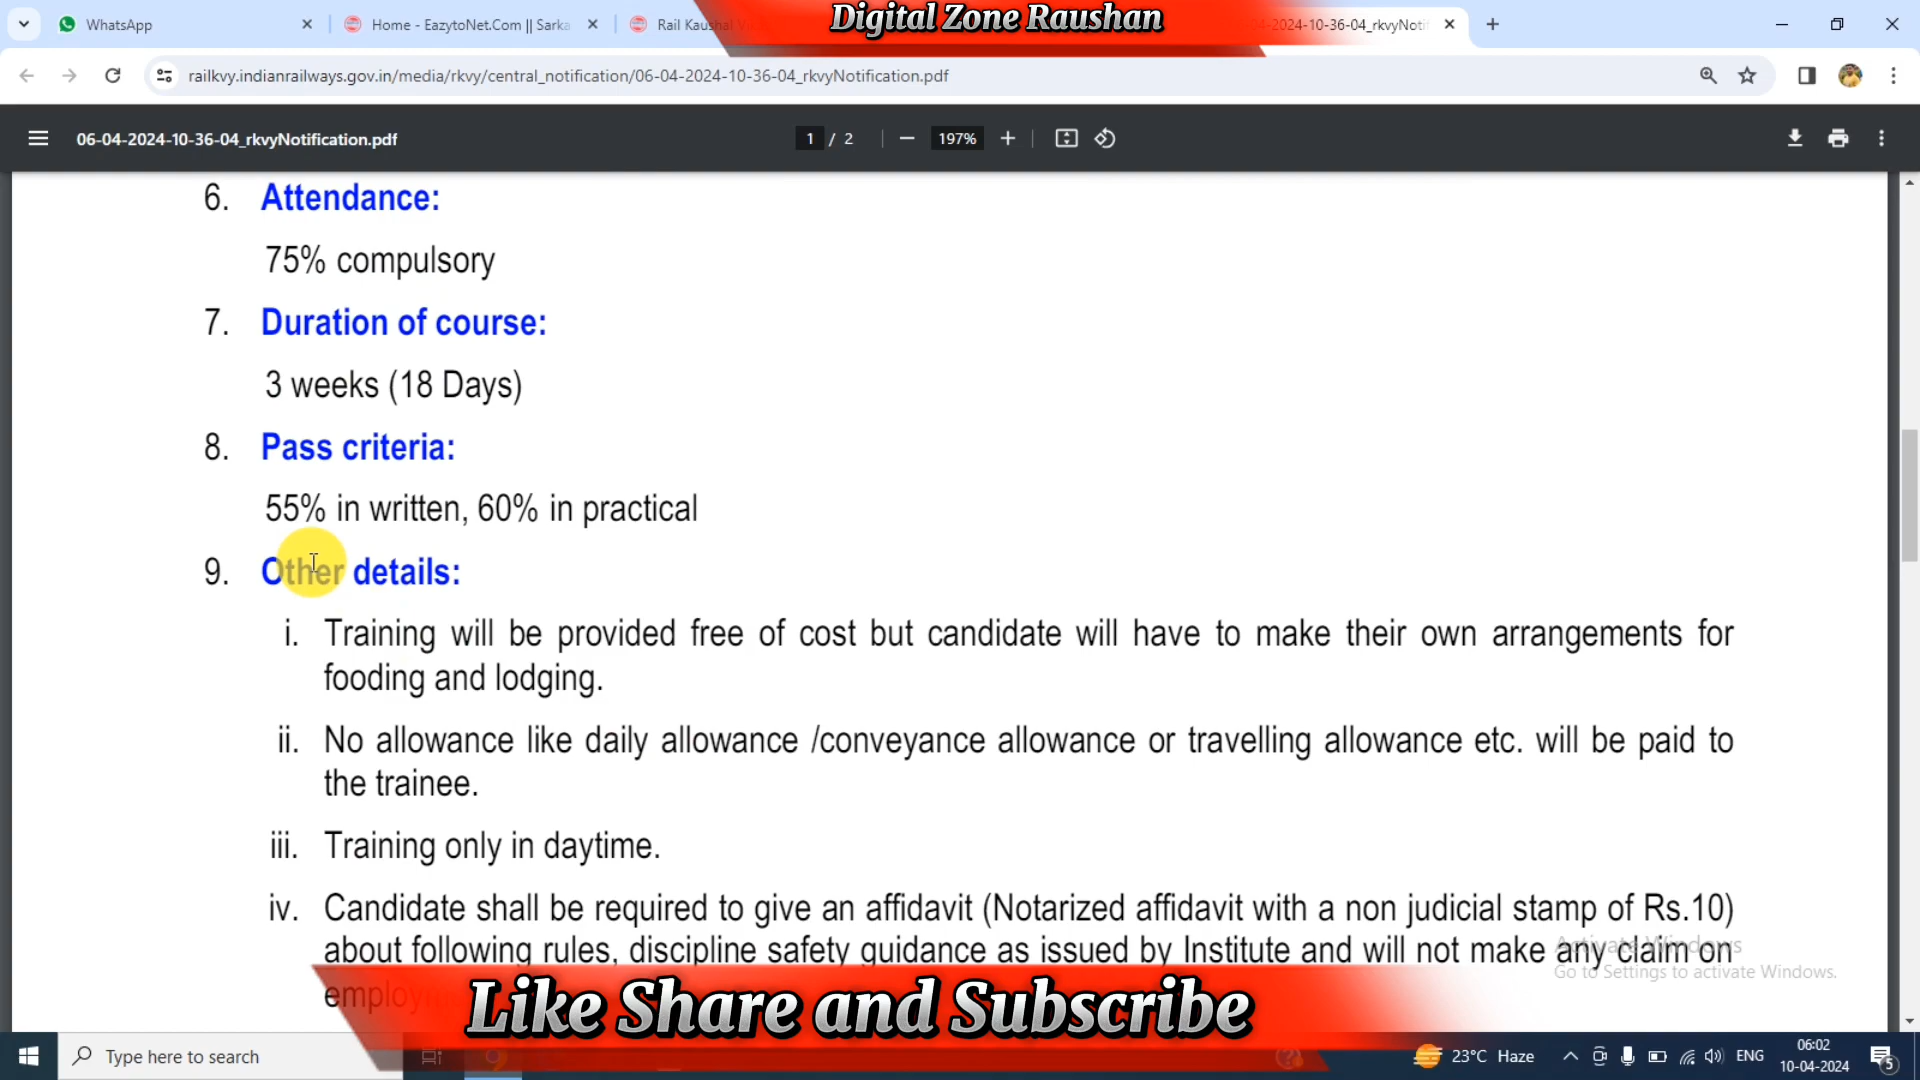 Digital Zone Raushan
WhatsApp
Home - EazytoNet.Com || Sarka
Rail Kaushal
-2024-10-36-04_rkvyNotif
railkvy.indianrailways.gov.in/media/rkvy/central_notification/06-04-2024-10-36-04_rkvyNotification.pdf
06-04-2024-10-36-04_rkvyNotification.pdf
1 / 2
197%
6. Attendance:
75% compulsory
7. Duration of course:
3 weeks (18 Days)
8. Pass criteria:
55% in written, 60% in practical
9. Other details:
i. Training will be provided free of cost but candidate will have to make their own arrangements for
fooding and lodging.
ii. No allowance like daily allowance /conveyance allowance or travelling allowance etc. will be paid to
the trainee.
iii. Training only in daytime.
iv. Candidate shall be required to give an affidavit (Notarized affidavit with a non judicial stamp of Rs.10)
about following rules, discipline safety guidance as issued by Institute and will not make any claim on
Activate Windows
Go to Settings to activate Windows.
Like Share and Subscribe
Type here to search
23°C Haze
ENG
06:02
10-04-2024
5